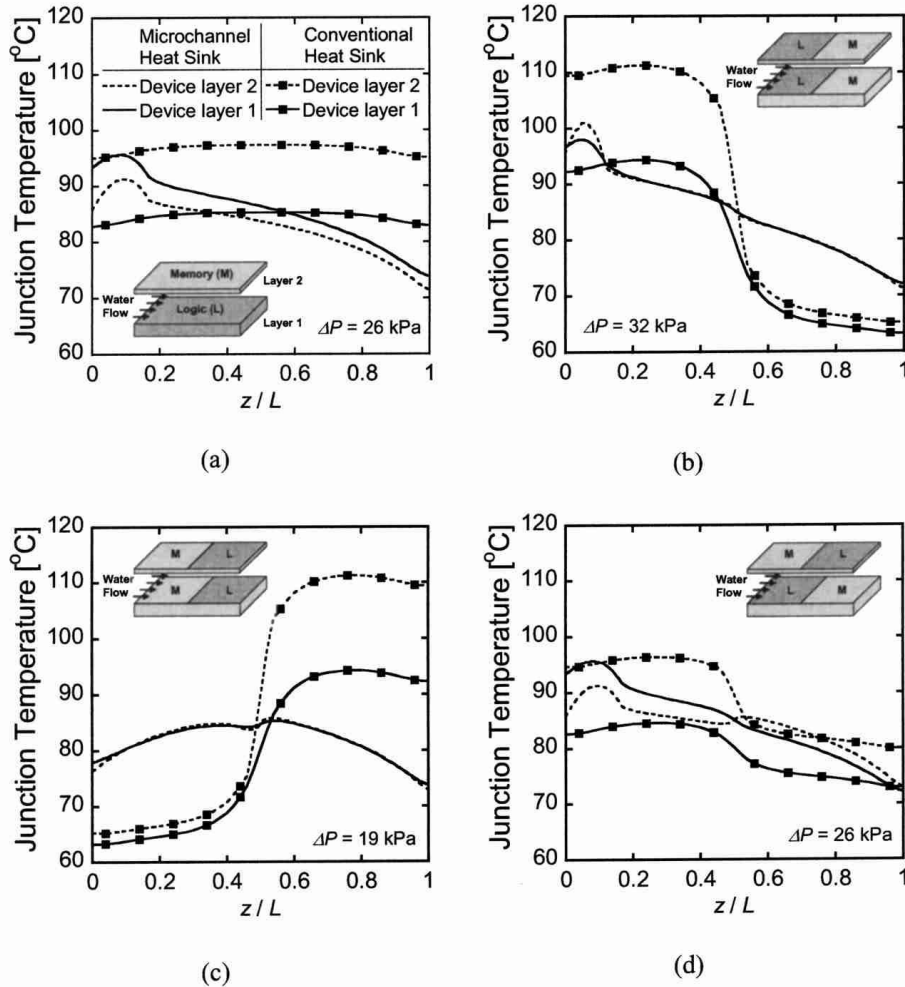 120
110
100
90
80
70
60
Junction Temperature [°C]
Microchannel Heat Sink
Conventional Heat Sink
Device layer 2
Device layer 2
Device layer 1
Device layer 1
Memory (M)
Layer 2
Water Flow
Logic (L)
Layer 1
ΔP = 26 kPa
0 0.2 0.4 0.6 0.8 1
z / L
(a)
120
110
100
90
80
70
60
Junction Temperature [°C]
L M
Water Flow
L M
ΔP = 32 kPa
0 0.2 0.4 0.6 0.8 1
z / L
(b)
120
110
100
90
80
70
60
Junction Temperature [°C]
M L
Water Flow
M L
ΔP = 19 kPa
0 0.2 0.4 0.6 0.8 1
z / L
(c)
120
110
100
90
80
70
60
Junction Temperature [°C]
M L
Water Flow
L M
ΔP = 26 kPa
0 0.2 0.4 0.6 0.8 1
z / L
(d)